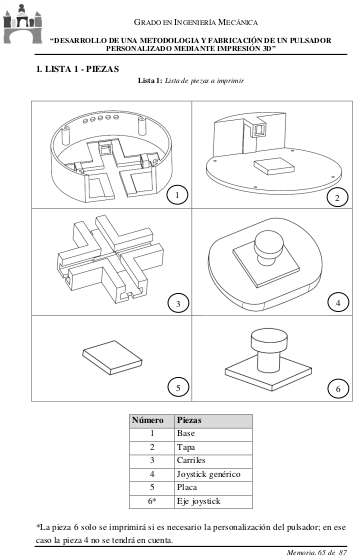 GRADO EN INGENIERÍA MECÁNICA
“DESARROLLO DE UNA METODOLOGIA Y FABRICACIÓN DE UN PULSADOR
PERSONALIZADO MEDIANTE IMPRESIÓN 3D”
1. LISTA 1 - PIEZAS
Lista 1: Lista de piezas a imprimir
1
2
3
4
5
6
Número Piezas
1 Base
2 Tapa
3 Carriles
4 Joystick genérico
5 Placa
6* Eje joystick
*La pieza 6 solo se imprimirá si es necesario la personalización del pulsador; en ese
caso la pieza 4 no se tendrá en cuenta.
Memoria. 65 de 87